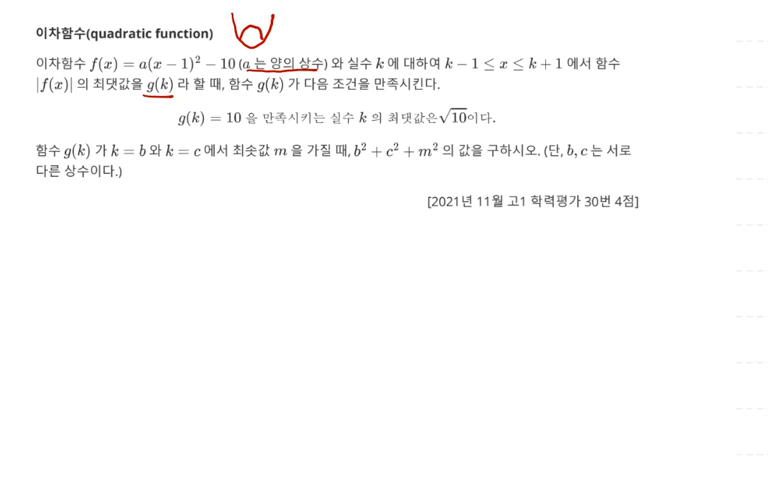 이차함수(quadratic function)
이차함수 f(x) = a(x − 1)² − 10 (a 는 양의 상수) 와 실수 k 에 대하여 k − 1 ≤ x ≤ k + 1 에서 함수
|f(x)| 의 최댓값을 g(k) 라 할 때, 함수 g(k) 가 다음 조건을 만족시킨다.
g(k) = 10 을 만족시키는 실수 k 의 최댓값은√10이다.
함수 g(k) 가 k = b 와 k = c 에서 최솟값 m 을 가질 때, b² + c² + m² 의 값을 구하시오. (단, b, c 는 서로
다른 상수이다.)
[2021년 11월 고1 학력평가 30번 4점]